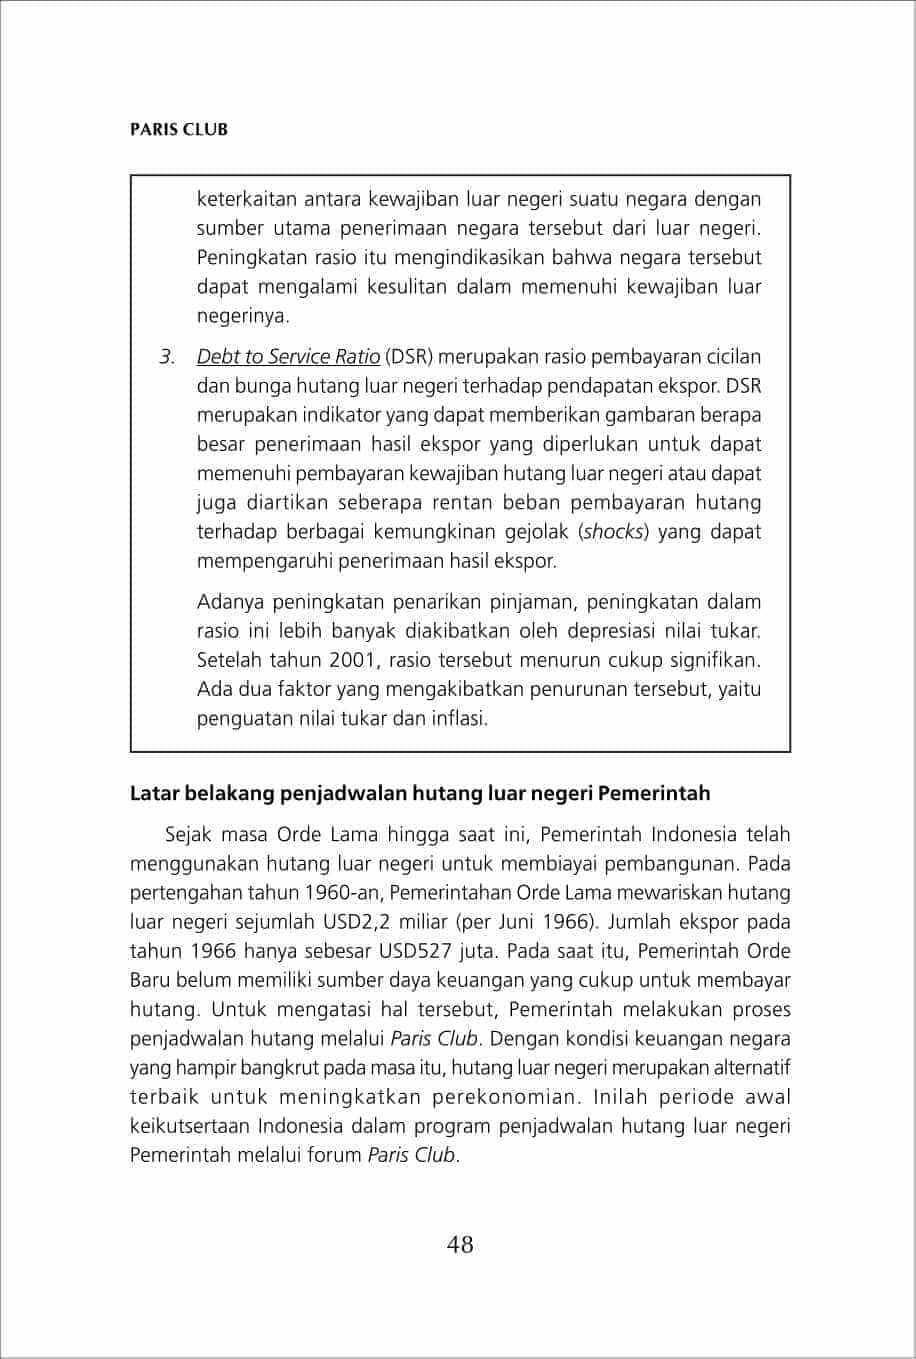 PARIS CLUB
keterkaitan antara kewajiban luar negeri suatu negara dengan
sumber utama penerimaan negara tersebut dari luar negeri.
Peningkatan rasio itu mengindikasikan bahwa negara tersebut
dapat mengalami kesulitan dalam memenuhi kewajiban luar
negerinya.
3. Debt to Service Ratio (DSR) merupakan rasio pembayaran cicilan
dan bunga hutang luar negeri terhadap pendapatan ekspor. DSR
merupakan indikator yang dapat memberikan gambaran berapa
besar penerimaan hasil ekspor yang diperlukan untuk dapat
memenuhi pembayaran kewajiban hutang luar negeri atau dapat
juga diartikan seberapa rentan beban pembayaran hutang
terhadap berbagai kemungkinan gejolak (shocks) yang dapat
mempengaruhi penerimaan hasil ekspor.
Adanya peningkatan penarikan pinjaman, peningkatan dalam
rasio ini lebih banyak diakibatkan oleh depresiasi nilai tukar.
Setelah tahun 2001, rasio tersebut menurun cukup signifikan.
Ada dua faktor yang mengakibatkan penurunan tersebut, yaitu
penguatan nilai tukar dan inflasi.
Latar belakang penjadwalan hutang luar negeri Pemerintah
Sejak masa Orde Lama hingga saat ini, Pemerintah Indonesia telah
menggunakan hutang luar negeri untuk membiayai pembangunan. Pada
pertengahan tahun 1960-an, Pemerintahan Orde Lama mewariskan hutang
luar negeri sejumlah USD2,2 miliar (per Juni 1966). Jumlah ekspor pada
tahun 1966 hanya sebesar USD527 juta. Pada saat itu, Pemerintah Orde
Baru belum memiliki sumber daya keuangan yang cukup untuk membayar
hutang. Untuk mengatasi hal tersebut, Pemerintah melakukan proses
penjadwalan hutang melalui Paris Club. Dengan kondisi keuangan negara
yang hampir bangkrut pada masa itu, hutang luar negeri merupakan alternatif
terbaik untuk meningkatkan perekonomian. Inilah periode awal
keikutsertaan Indonesia dalam program penjadwalan hutang luar negeri
Pemerintah melalui forum Paris Club.
48